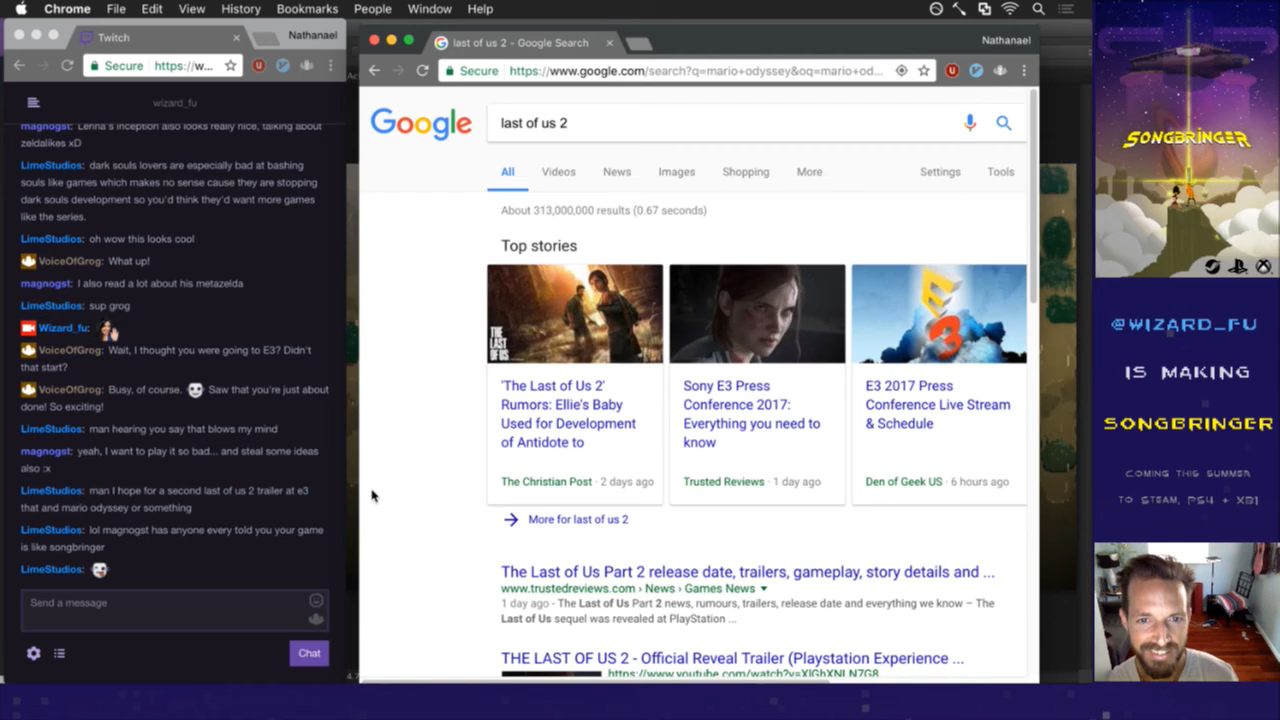 Chrome File Edit View History Bookmarks People Window Help
Twitch
Nathanael
Secure https://w...
wizard_fu
magnogst: Lenna's inception also looks really nice, talking about
zeldalikes xD
LimeStudios: dark souls lovers are especially bad at bashing
souls like games which makes no sense cause they are stopping
dark souls development so you'd think they'd want more games
like the series.
LimeStudios: oh wow this looks cool
VoiceOfGrog: What up!
magnogst: I also read a lot about his metazelda
LimeStudios: sup grog
Wizard_fu:
VoiceOfGrog: Wait, I thought you were going to E3? Didn't
that start?
VoiceOfGrog: Busy, of course. Saw that you're just about
done! So exciting!
LimeStudios: man hearing you say that blows my mind
magnogst: yeah, I want to play it so bad... and steal some ideas
also :x
LimeStudios: man I hope for a second last of us 2 trailer at e3
that and mario odyssey or something
LimeStudios: lol magnogst has anyone every told you your game
is like songbringer
LimeStudios:
Send a message
Chat
last of us 2 - Google Search
Nathanael
Secure https://www.google.com/search?q=mario+odyssey&oq=mario+od...
Google
last of us 2
All Videos News Images Shopping More Settings Tools
About 313,000,000 results (0.67 seconds)
Top stories
THE LAST OF US
'The Last of Us 2'
Rumors: Ellie's Baby
Used for Development
of Antidote to
The Christian Post - 2 days ago
Sony E3 Press
Conference 2017:
Everything you need to
know
Trusted Reviews - 1 day ago
E3
E3 2017 Press
Conference Live Stream
& Schedule
Den of Geek US - 6 hours ago
More for last of us 2
The Last of Us Part 2 release date, trailers, gameplay, story details and ...
www.trustedreviews.com › News › Games News
1 day ago - The Last of Us Part 2 news, rumours, trailers, release date and everything we know – The
Last of Us sequel was revealed at PlayStation ...
THE LAST OF US 2 - Official Reveal Trailer (Playstation Experience ...
SONGBRINGER
@WIZARD_FU
IS MAKING
SONGBRINGER
COMING THIS SUMMER
TO STEAM, PS4 + XB1